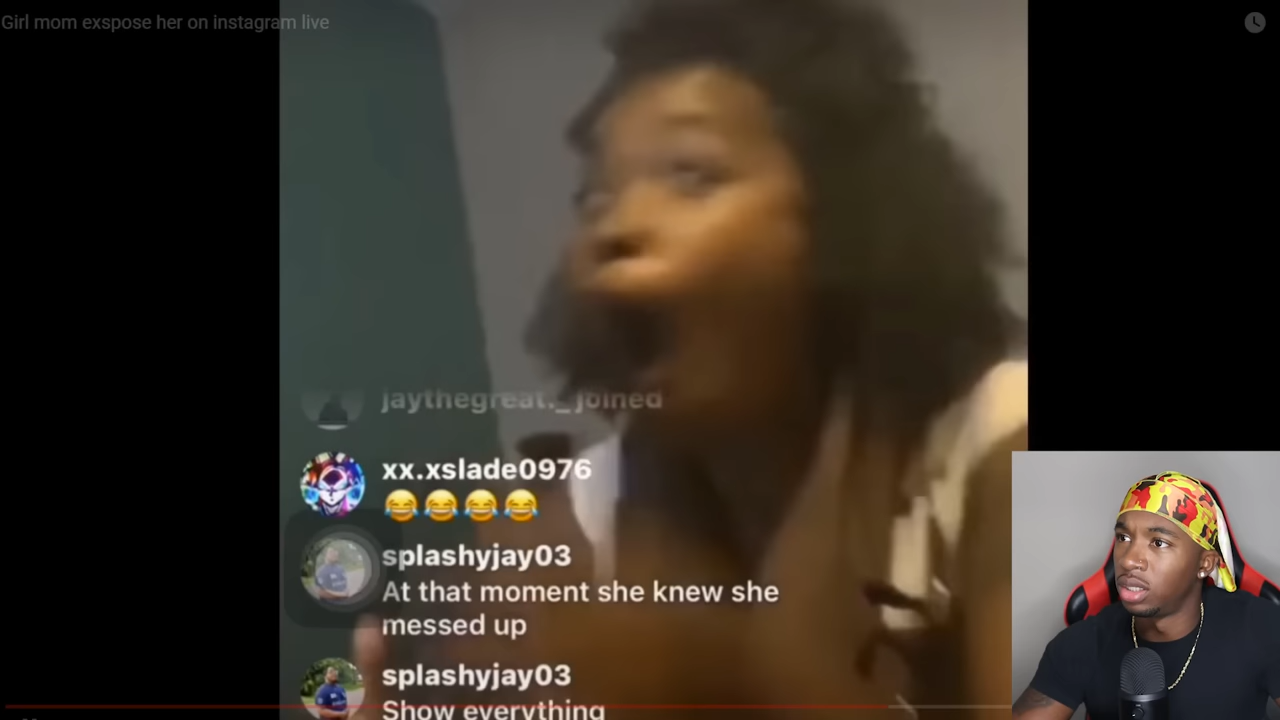 Girl mom exspose her on instagram live
jaythegreat._ joined
xx.xslade0976
😂😂😂😂
splashyjay03
At that moment she knew she
messed up
splashyjay03
Show everything